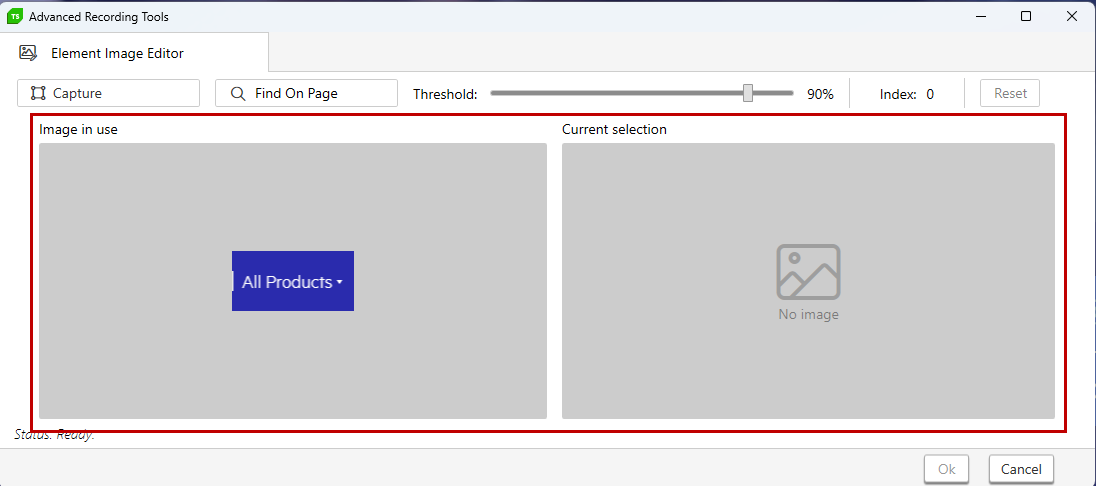 TS Advanced Recording Tools
Element Image Editor
Capture
Find On Page
Threshold: 90%
Index: 0
Reset
Image in use
Current selection
All Products
No image
Status: Ready.
Ok
Cancel